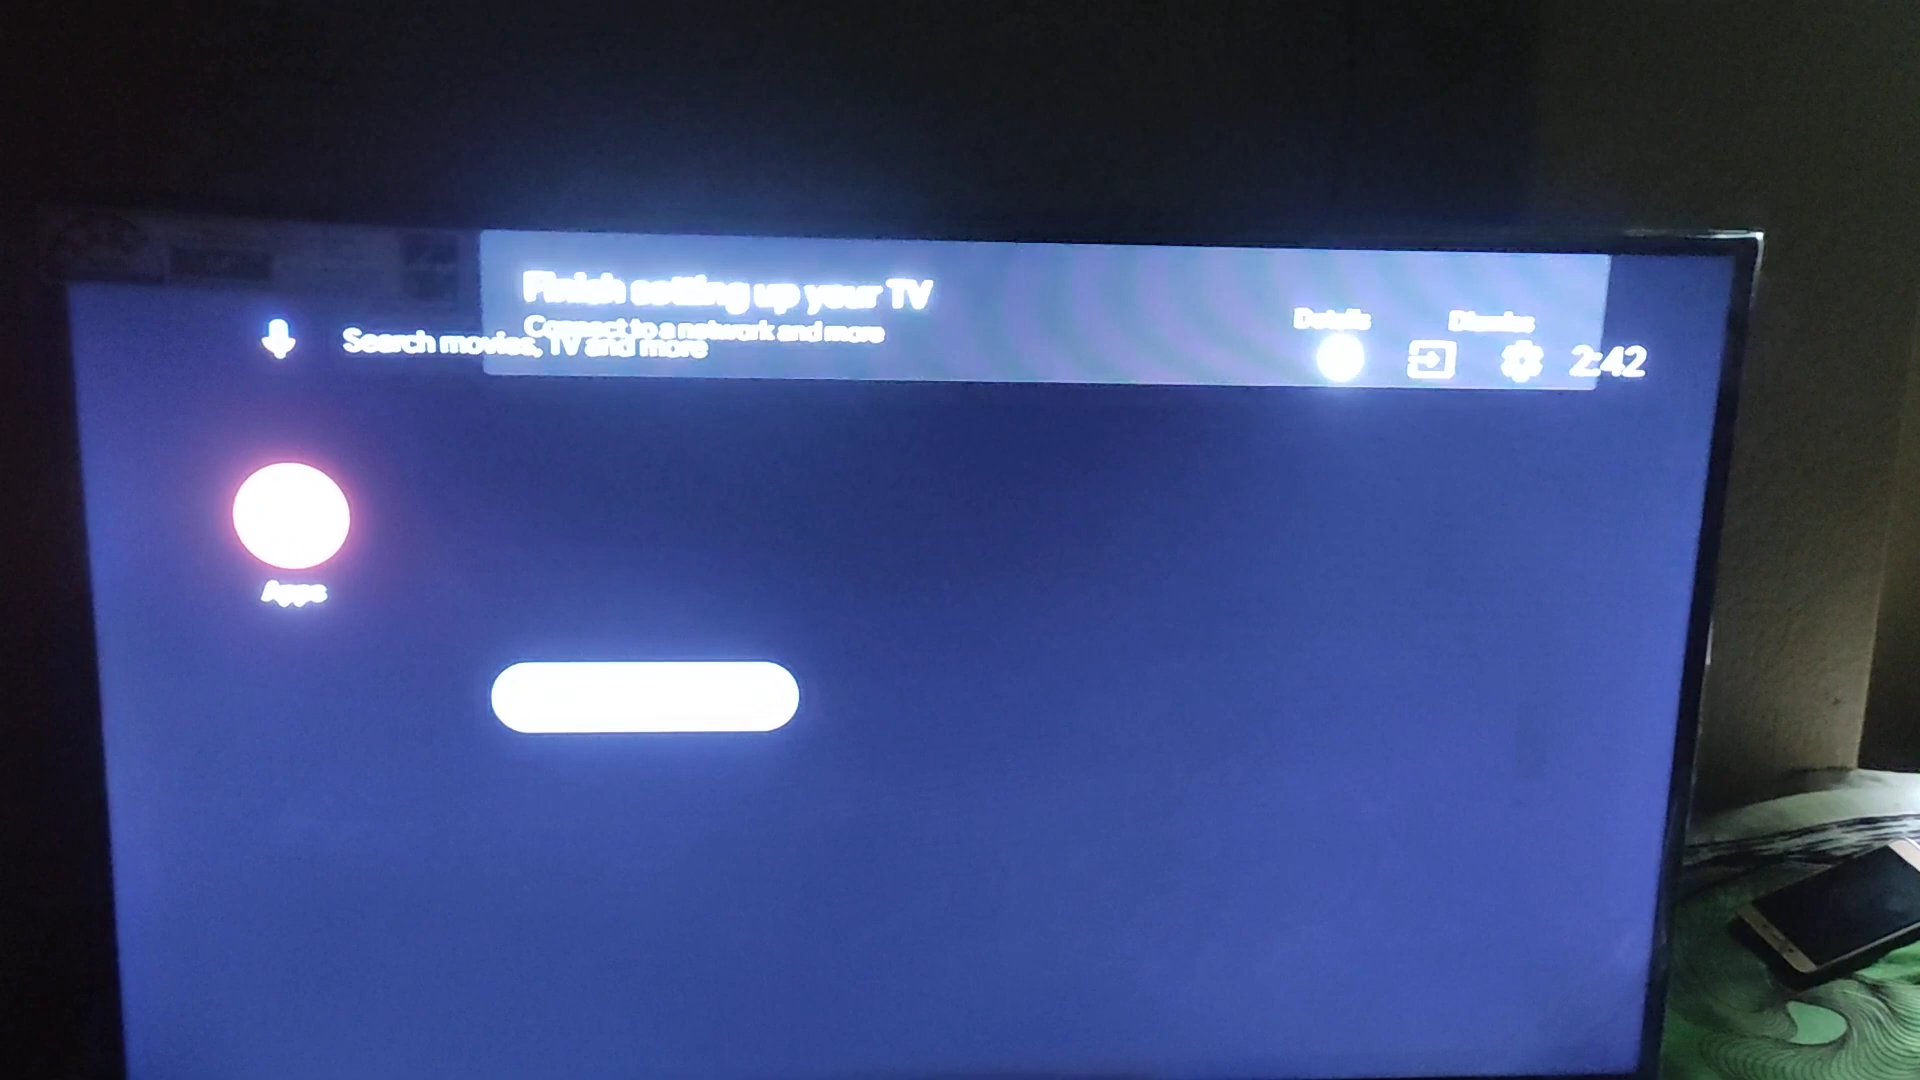 Finish setting up your TV
Connect to a network and more
Search movies, TV and more
Details
Dismiss
2:42
Apps